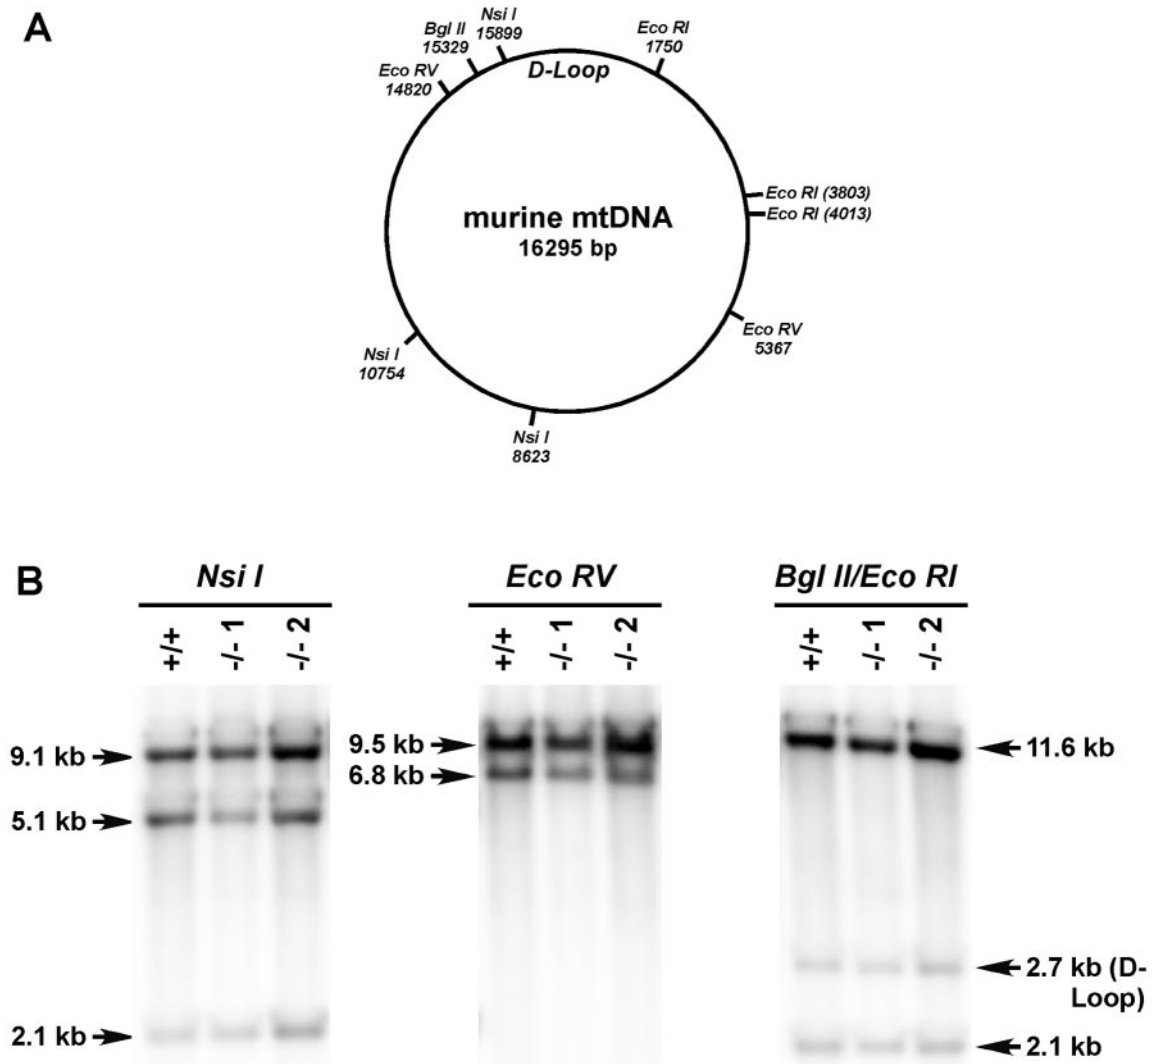 A
Nsi I
15899
Bgl II
15329
Eco RV
14820
D-Loop
Eco RI
1750
Eco RI (3803)
Eco RI (4013)
murine mtDNA
16295 bp
Eco RV
5367
Nsi I
10754
Nsi I
8623
B
Nsi I
Eco RV
Bgl II/Eco RI
+/+
-/- 1
-/- 2
+/+
-/- 1
-/- 2
+/+
-/- 1
-/- 2
9.1 kb
5.1 kb
2.1 kb
9.5 kb
6.8 kb
11.6 kb
2.7 kb (D-
Loop)
2.1 kb